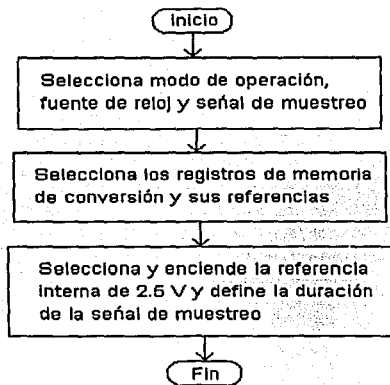 Inicio
Selecciona modo de operación,
fuente de reloj y señal de muestreo
Selecciona los registros de memoria
de conversión y sus referencias
Selecciona y enciende la referencia
interna de 2.5 V y define la duración
de la señal de muestreo
Fin